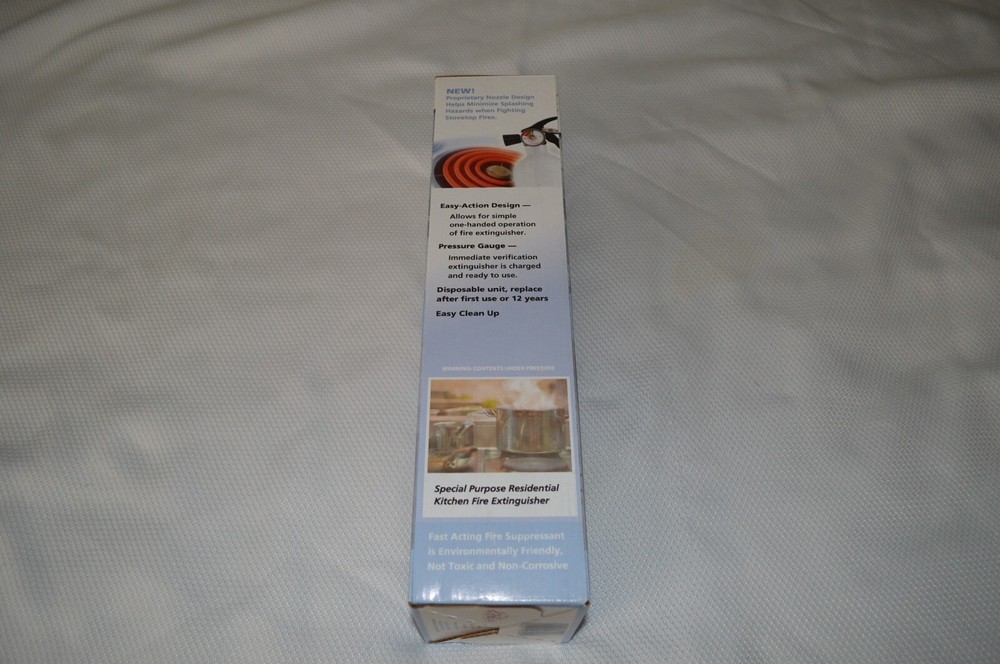 NEW!
Proprietary Nozzle Design
Helps Minimize Splashing
Hazards when Fighting
Stovetop Fires.
Easy-Action Design —
Allows for simple
one-handed operation
of fire extinguisher.
Pressure Gauge —
Immediate verification
extinguisher is charged
and ready to use.
Disposable unit, replace
after first use or 12 years
Easy Clean Up
WARNING: CONTENTS UNDER PRESSURE
Special Purpose Residential
Kitchen Fire Extinguisher
Fast Acting Fire Suppressant
is Environmentally Friendly,
Not Toxic and Non-Corrosive